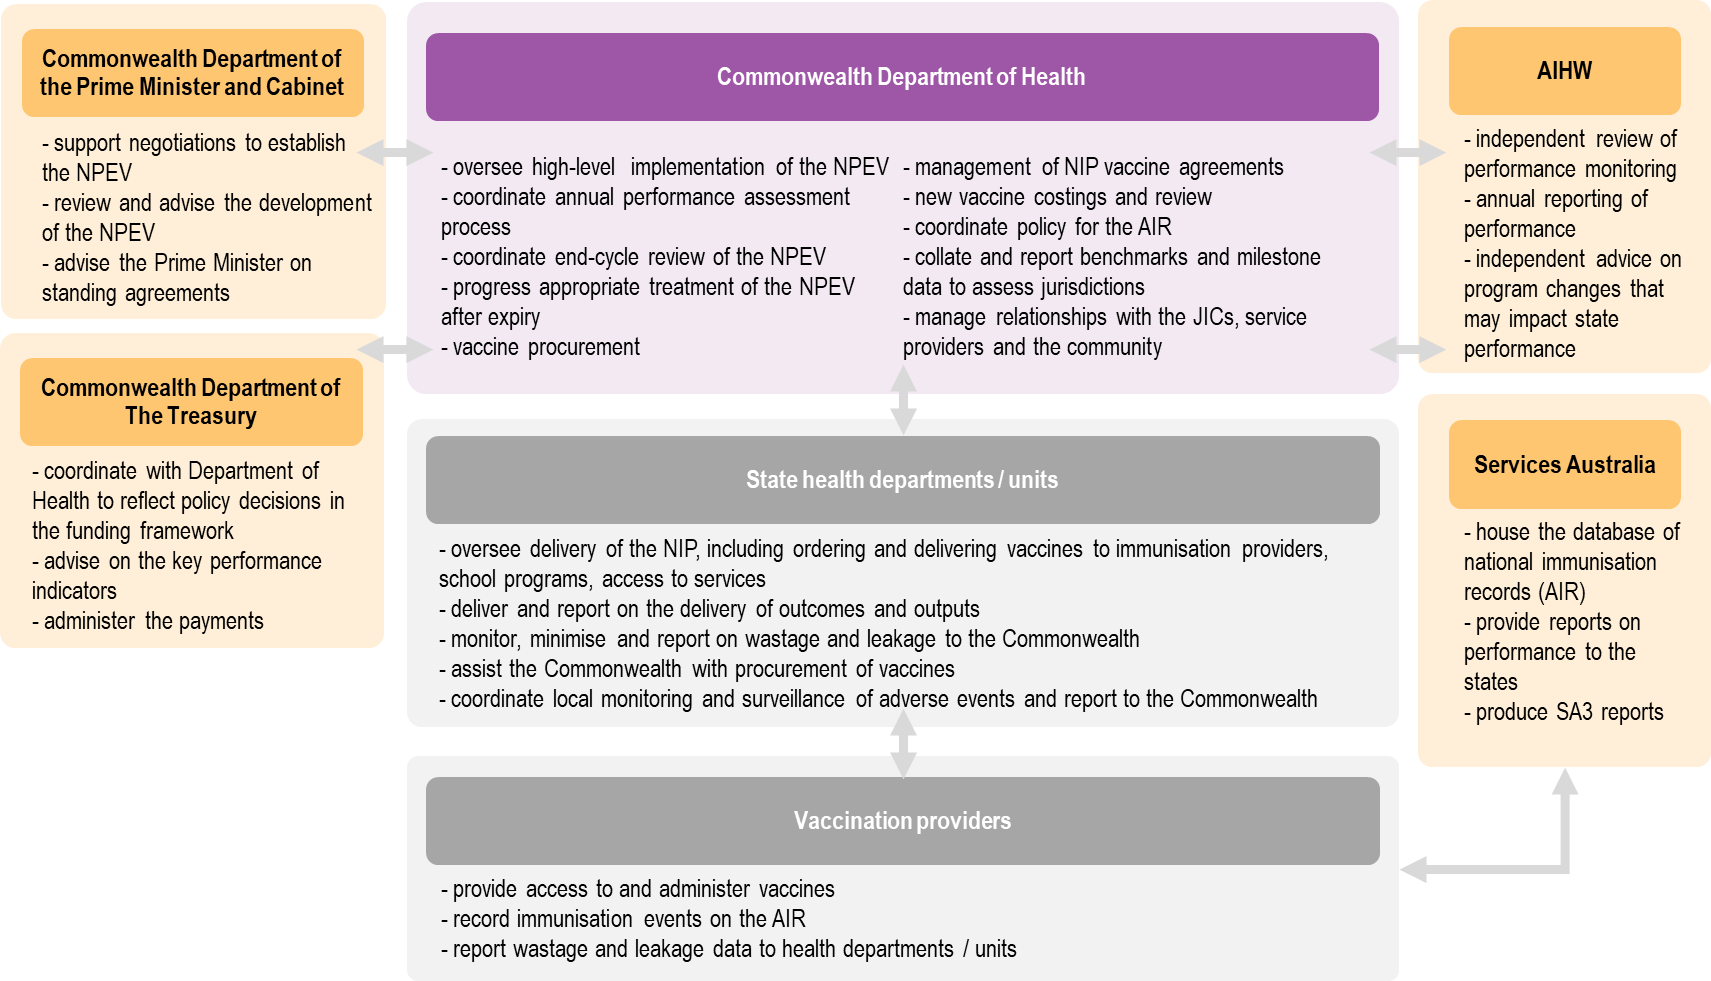 Commonwealth Department of
the Prime Minister and Cabinet
- support negotiations to establish
the NPEV
- review and advise the development
of the NPEV
- advise the Prime Minister on
standing agreements
Commonwealth Department of
The Treasury
- coordinate with Department of
Health to reflect policy decisions in
the funding framework
- advise on the key performance
indicators
- administer the payments
Commonwealth Department of Health
- oversee high-level implementation of the NPEV
- coordinate annual performance assessment
process
- coordinate end-cycle review of the NPEV
- progress appropriate treatment of the NPEV
after expiry
- vaccine procurement
- management of NIP vaccine agreements
- new vaccine costings and review
- coordinate policy for the AIR
- collate and report benchmarks and milestone
data to assess jurisdictions
- manage relationships with the JICs, service
providers and the community
State health departments / units
- oversee delivery of the NIP, including ordering and delivering vaccines to immunisation providers,
school programs, access to services
- deliver and report on the delivery of outcomes and outputs
- monitor, minimise and report on wastage and leakage to the Commonwealth
- assist the Commonwealth with procurement of vaccines
- coordinate local monitoring and surveillance of adverse events and report to the Commonwealth
Vaccination providers
- provide access to and administer vaccines
- record immunisation events on the AIR
- report wastage and leakage data to health departments / units
AIHW
- independent review of
performance monitoring
- annual reporting of
performance
- independent advice on
program changes that
may impact state
performance
Services Australia
- house the database of
national immunisation
records (AIR)
- provide reports on
performance to the
states
- produce SA3 reports